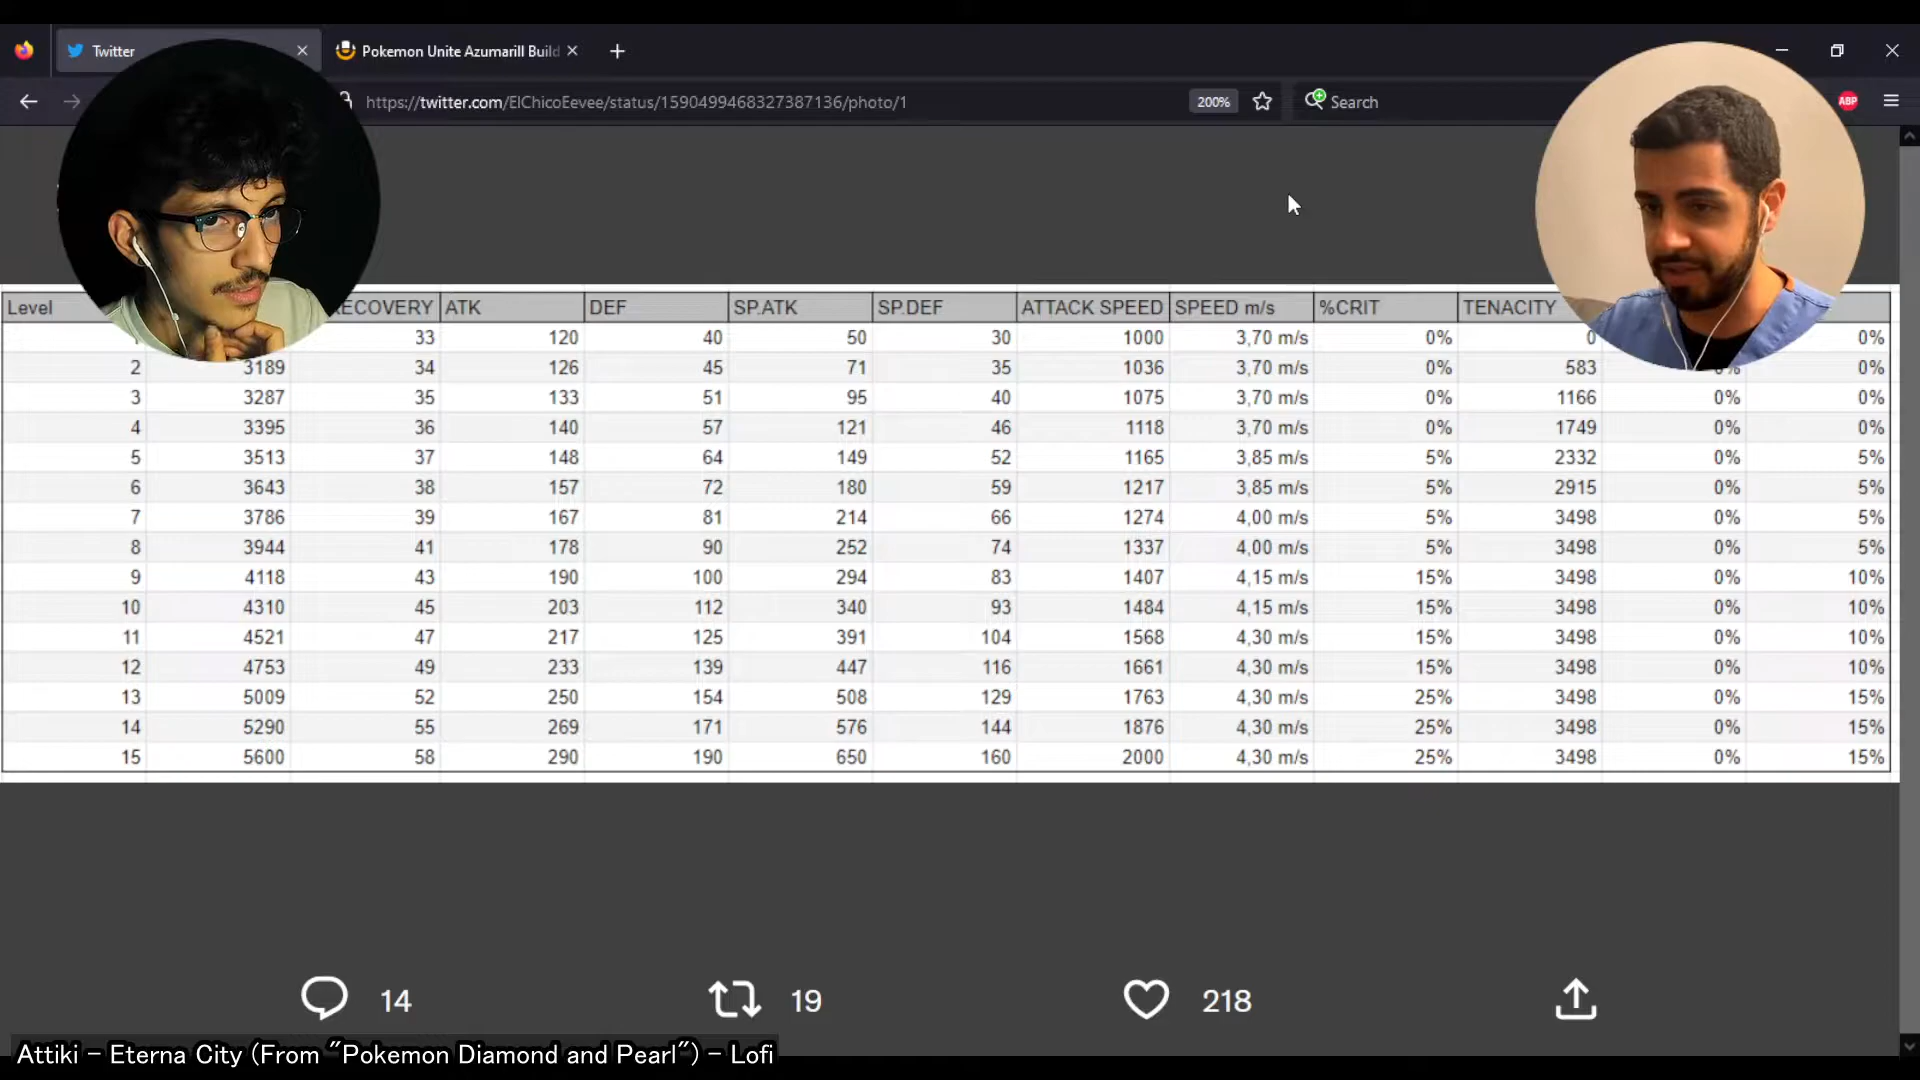 Twitter
Pokemon Unite Azumarill Build
https://twitter.com/ElChicoEevee/status/1590499468327387136/photo/1
200%
Search
ABP
Level ECOVERY ATK DEF SP.ATK SP.DEF ATTACK SPEED SPEED m/s %CRIT TENACITY
33 120 40 50 30 1000 3,70 m/s 0% 0 0%
2 3189 34 126 45 71 35 1036 3,70 m/s 0% 583 0% 0%
3 3287 35 133 51 95 40 1075 3,70 m/s 0% 1166 0% 0%
4 3395 36 140 57 121 46 1118 3,70 m/s 0% 1749 0% 0%
5 3513 37 148 64 149 52 1165 3,85 m/s 5% 2332 0% 5%
6 3643 38 157 72 180 59 1217 3,85 m/s 5% 2915 0% 5%
7 3786 39 167 81 214 66 1274 4,00 m/s 5% 3498 0% 5%
8 3944 41 178 90 252 74 1337 4,00 m/s 5% 3498 0% 5%
9 4118 43 190 100 294 83 1407 4,15 m/s 15% 3498 0% 10%
10 4310 45 203 112 340 93 1484 4,15 m/s 15% 3498 0% 10%
11 4521 47 217 125 391 104 1568 4,30 m/s 15% 3498 0% 10%
12 4753 49 233 139 447 116 1661 4,30 m/s 15% 3498 0% 10%
13 5009 52 250 154 508 129 1763 4,30 m/s 25% 3498 0% 15%
14 5290 55 269 171 576 144 1876 4,30 m/s 25% 3498 0% 15%
15 5600 58 290 190 650 160 2000 4,30 m/s 25% 3498 0% 15%
14 19 218
Attiki - Eterna City (From "Pokemon Diamond and Pearl") - Lofi